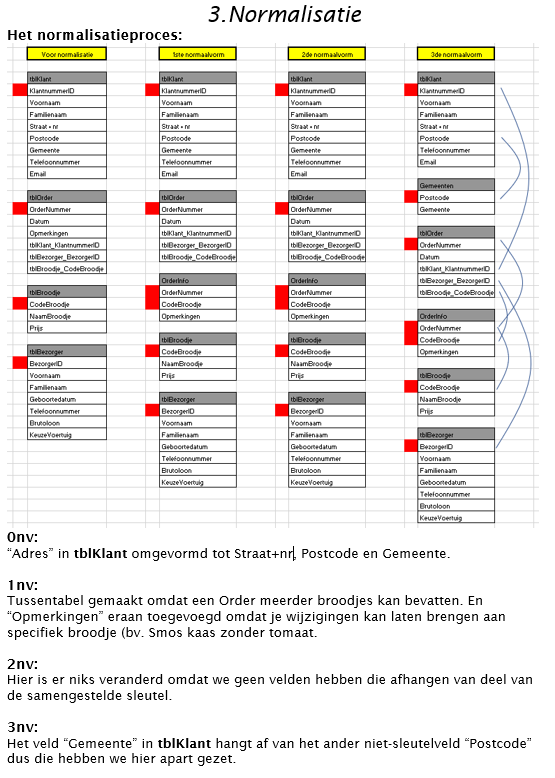 3.Normalisatie
Het normalisatieproces:
Voor normalisatie
tblKlant
KlantnummerID
Voornaam
Familienaam
Straat + nr
Postcode
Gemeente
Telefoonnummer
Email
tblOrder
OrderNummer
Datum
Opmerkingen
tblKlant_KlantnummerID
tblBezorger_BezorgerID
tblBroodje_CodeBroodje
tblBroodje
CodeBroodje
NaamBroodje
Prijs
tblBezorger
BezorgerID
Voornaam
Familienaam
Geboortedatum
Telefoonnummer
Brutoloon
KeuzeVoertuig
1ste normaalvorm
tblKlant
KlantnummerID
Voornaam
Familienaam
Straat + nr
Postcode
Gemeente
Telefoonnummer
Email
tblOrder
OrderNummer
Datum
tblKlant_KlantnummerID
tblBezorger_BezorgerID
tblBroodje_CodeBroodje
OrderInfo
OrderNummer
CodeBroodje
Opmerkingen
tblBroodje
CodeBroodje
NaamBroodje
Prijs
tblBezorger
BezorgerID
Voornaam
Familienaam
Geboortedatum
Telefoonnummer
Brutoloon
KeuzeVoertuig
2de normaalvorm
tblKlant
KlantnummerID
Voornaam
Familienaam
Straat + nr
Postcode
Gemeente
Telefoonnummer
Email
tblOrder
OrderNummer
Datum
tblKlant_KlantnummerID
tblBezorger_BezorgerID
tblBroodje_CodeBroodje
OrderInfo
OrderNummer
CodeBroodje
Opmerkingen
tblBroodje
CodeBroodje
NaamBroodje
Prijs
tblBezorger
BezorgerID
Voornaam
Familienaam
Geboortedatum
Telefoonnummer
Brutoloon
KeuzeVoertuig
3de normaalvorm
tblKlant
KlantnummerID
Voornaam
Familienaam
Straat + nr
Postcode
Telefoonnummer
Email
Gemeenten
Postcode
Gemeente
tblOrder
OrderNummer
Datum
tblKlant_KlantnummerID
tblBezorger_BezorgerID
tblBroodje_CodeBroodje
OrderInfo
OrderNummer
CodeBroodje
Opmerkingen
tblBroodje
CodeBroodje
NaamBroodje
Prijs
tblBezorger
BezorgerID
Voornaam
Familienaam
Geboortedatum
Telefoonnummer
Brutoloon
KeuzeVoertuig
0nv:
“Adres” in tblKlant omgevormd tot Straat+nr, Postcode en Gemeente.
1nv:
Tussentabel gemaakt omdat een Order meerder broodjes kan bevatten. En
“Opmerkingen” eraan toegevoegd omdat je wijzigingen kan laten brengen aan
specifiek broodje (bv. Smos kaas zonder tomaat.
2nv:
Hier is er niks veranderd omdat we geen velden hebben die afhangen van deel van
de samengestelde sleutel.
3nv:
Het veld “Gemeente” in tblKlant hangt af van het ander niet-sleutelveld “Postcode”
dus die hebben we hier apart gezet.